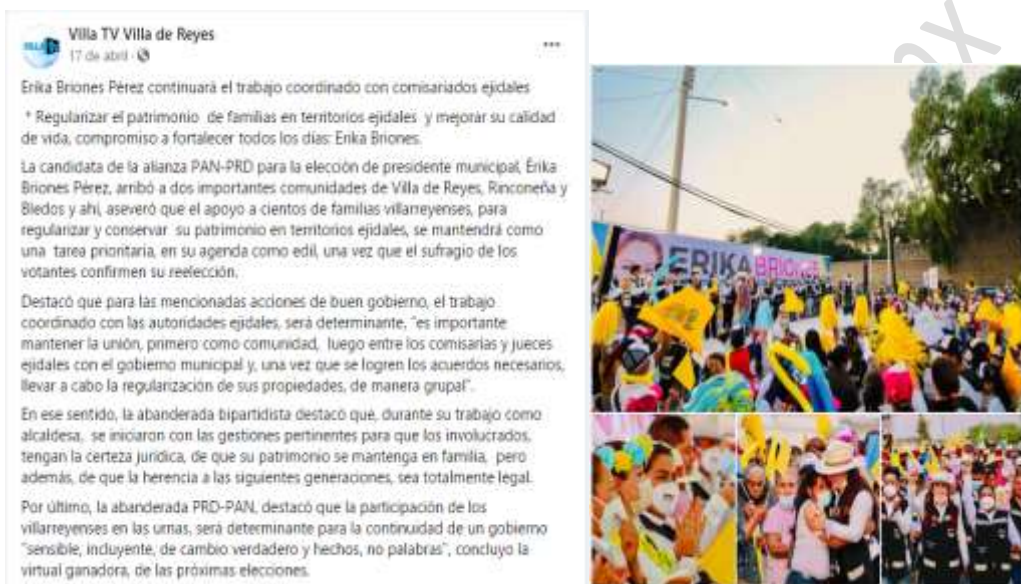 Villa TV Villa de Reyes
17 de abril
Erika Briones Pérez continuará el trabajo coordinado con comisariados ejidales
* Regularizar el patrimonio de familias en territorios ejidales y mejorar su calidad
de vida, compromiso a fortalecer todos los días: Erika Briones.
La candidata de la alianza PAN-PRD para la elección de presidente municipal, Érika
Briones Pérez, arribó a dos importantes comunidades de Villa de Reyes, Rinconeña y
Bledos y ahí, aseveró que el apoyo a cientos de familias villarreyenses, para
regularizar y conservar su patrimonio en territorios ejidales, se mantendrá como
una tarea prioritaria, en su agenda como edil, una vez que el sufragio de los
votantes confirmen su reelección.
Destacó que para las mencionadas acciones de buen gobierno, el trabajo
coordinado con las autoridades ejidales, será determinante, "es importante
mantener la unión, primero como comunidad, luego entre los comisarias y jueces
ejidales con el gobierno municipal y, una vez que se logren los acuerdos necesarios,
llevar a cabo la regularización de sus propiedades, de manera grupal".
En ese sentido, la abanderada bipartidista destacó que, durante su trabajo como
alcaldesa, se iniciaron con las gestiones pertinentes para que los involucrados,
tengan la certeza jurídica, de que su patrimonio se mantenga en familia, pero
además, de que la herencia a las siguientes generaciones, sea totalmente legal.
Por último, la abanderada PRD-PAN, destacó que la participación de los
villarreyenses en las urnas, será determinante para la continuidad de un gobierno
"sensible, incluyente, de cambio verdadero y hechos, no palabras", concluyo la
virtual ganadora, de las próximas elecciones.
ERIKA BRIONES